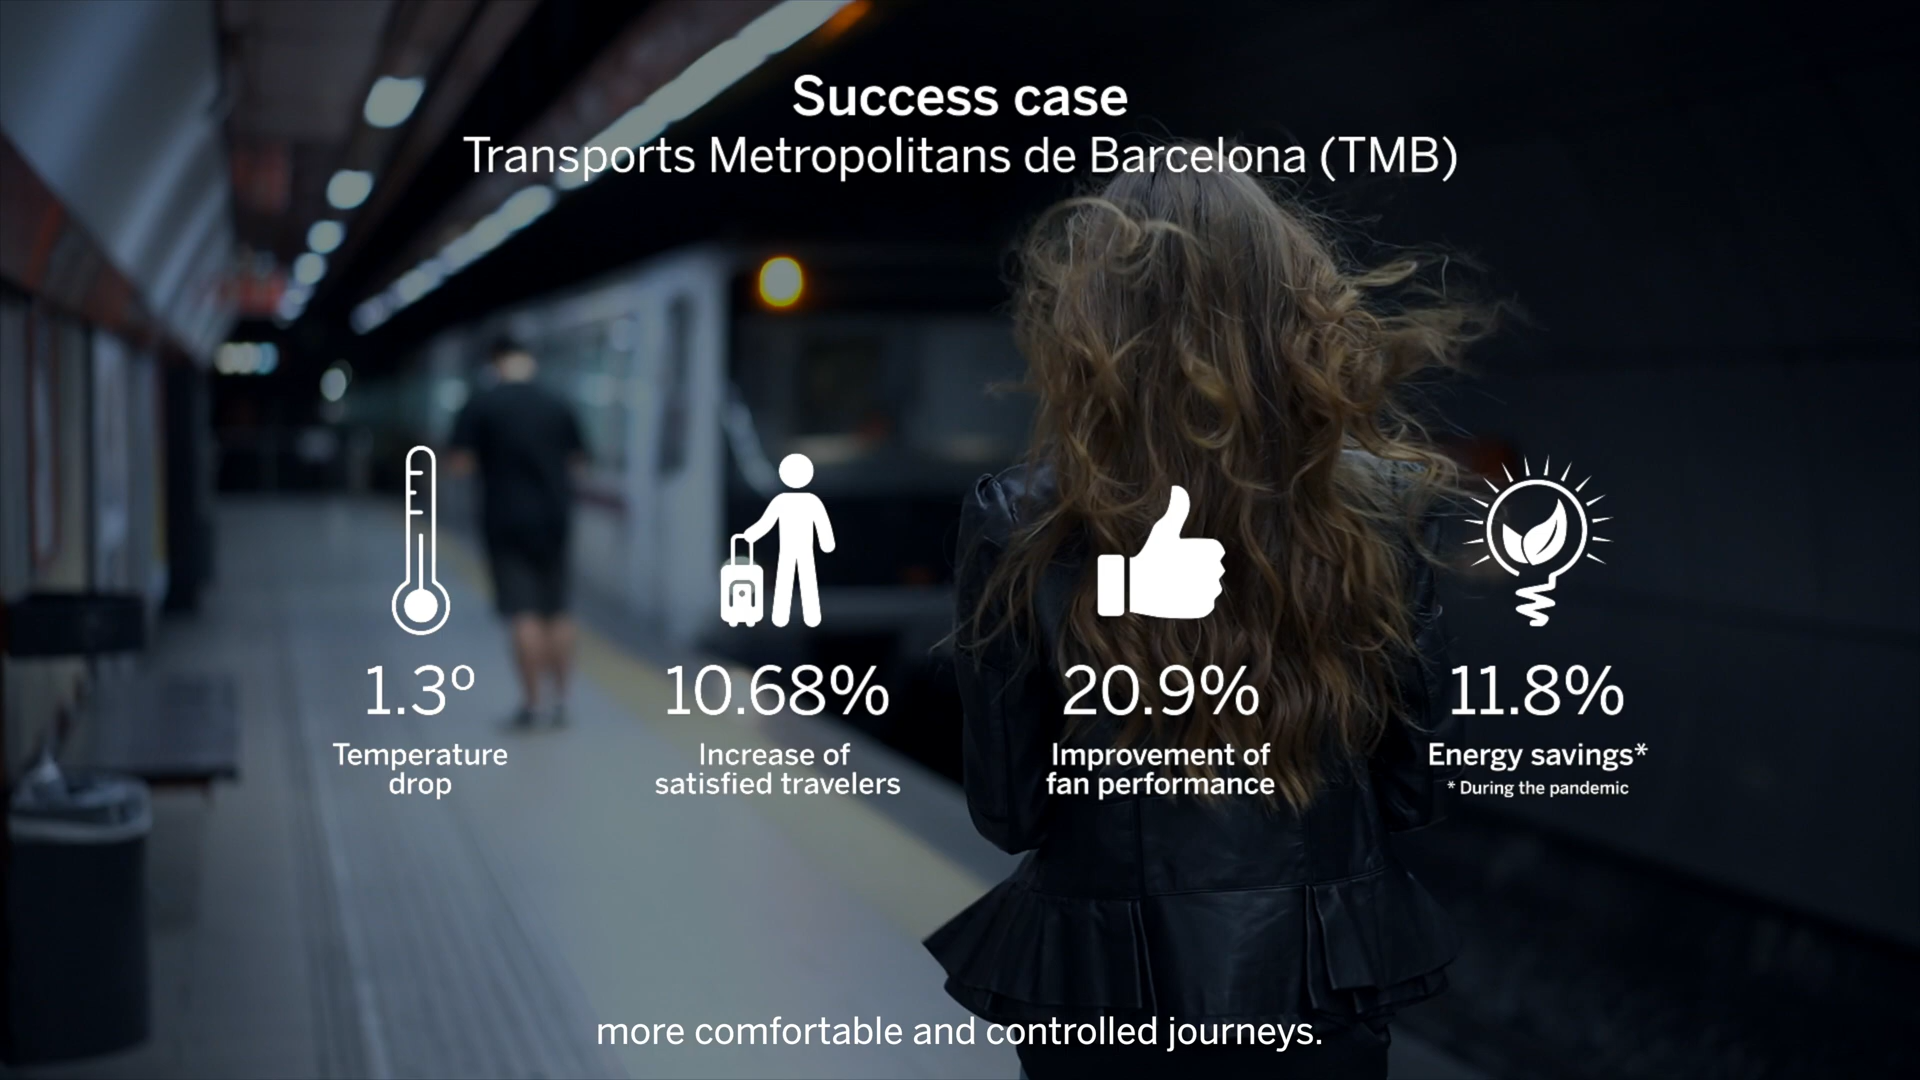 Success case
Transports Metropolitans de Barcelona (TMB)
1.3º
Temperature
drop
10.68%
Increase of
satisfied travelers
20.9%
Improvement of
fan performance
11.8%
Energy savings*
* During the pandemic
more comfortable and controlled journeys.